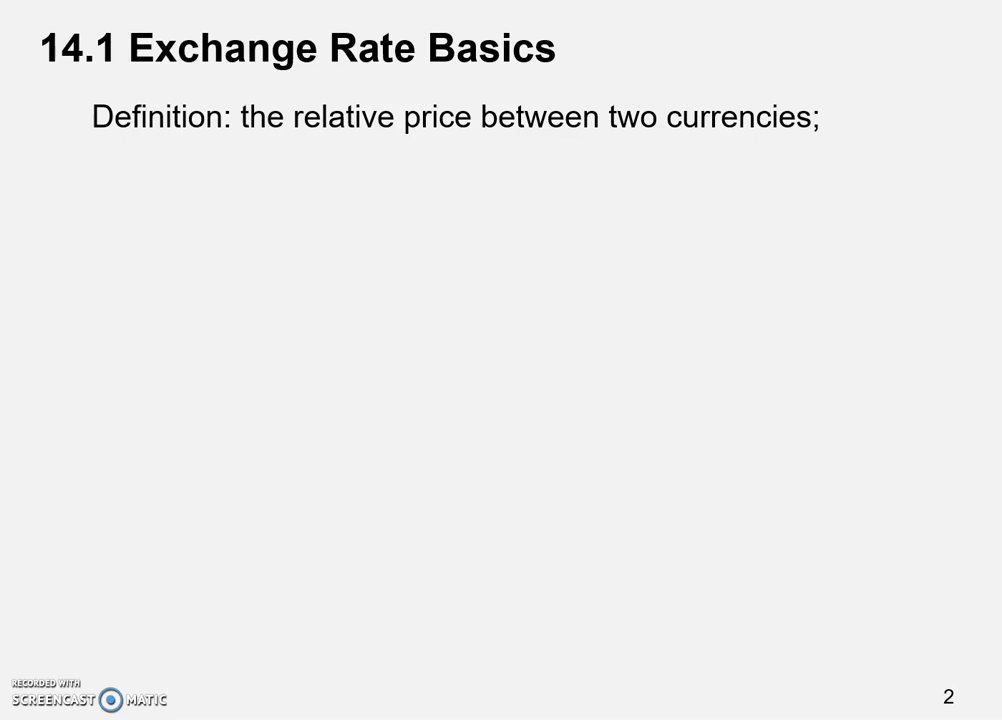 14.1 Exchange Rate Basics
Definition: the relative price between two currencies;
RECORDED WITH
SCREENCAST MATIC
2